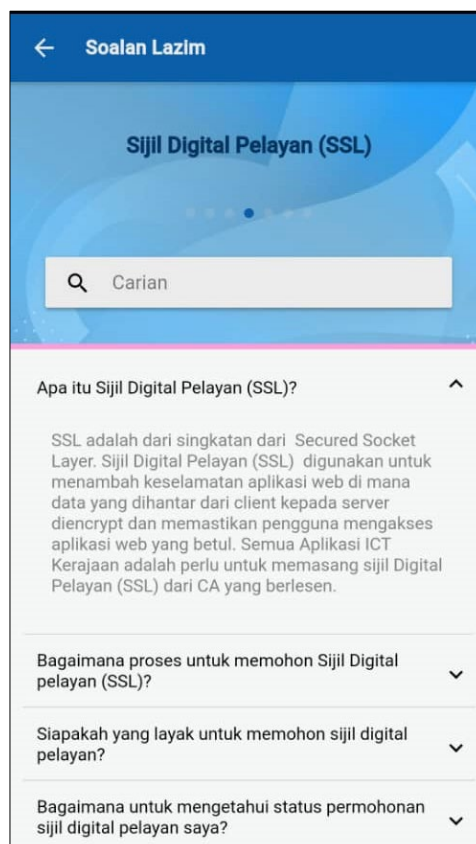 Soalan Lazim
Sijil Digital Pelayan (SSL)
Carian
Apa itu Sijil Digital Pelayan (SSL)?
SSL adalah dari singkatan dari  Secured Socket
Layer. Sijil Digital Pelayan (SSL)  digunakan untuk
menambah keselamatan aplikasi web di mana
data yang dihantar dari client kepada server
diencrypt dan memastikan pengguna mengakses
aplikasi web yang betul. Semua Aplikasi ICT
Kerajaan adalah perlu untuk memasang sijil Digital
Pelayan (SSL) dari CA yang berlesen.
Bagaimana proses untuk memohon Sijil Digital
pelayan (SSL)?
Siapakah yang layak untuk memohon sijil digital
pelayan?
Bagaimana untuk mengetahui status permohonan
sijil digital pelayan saya?